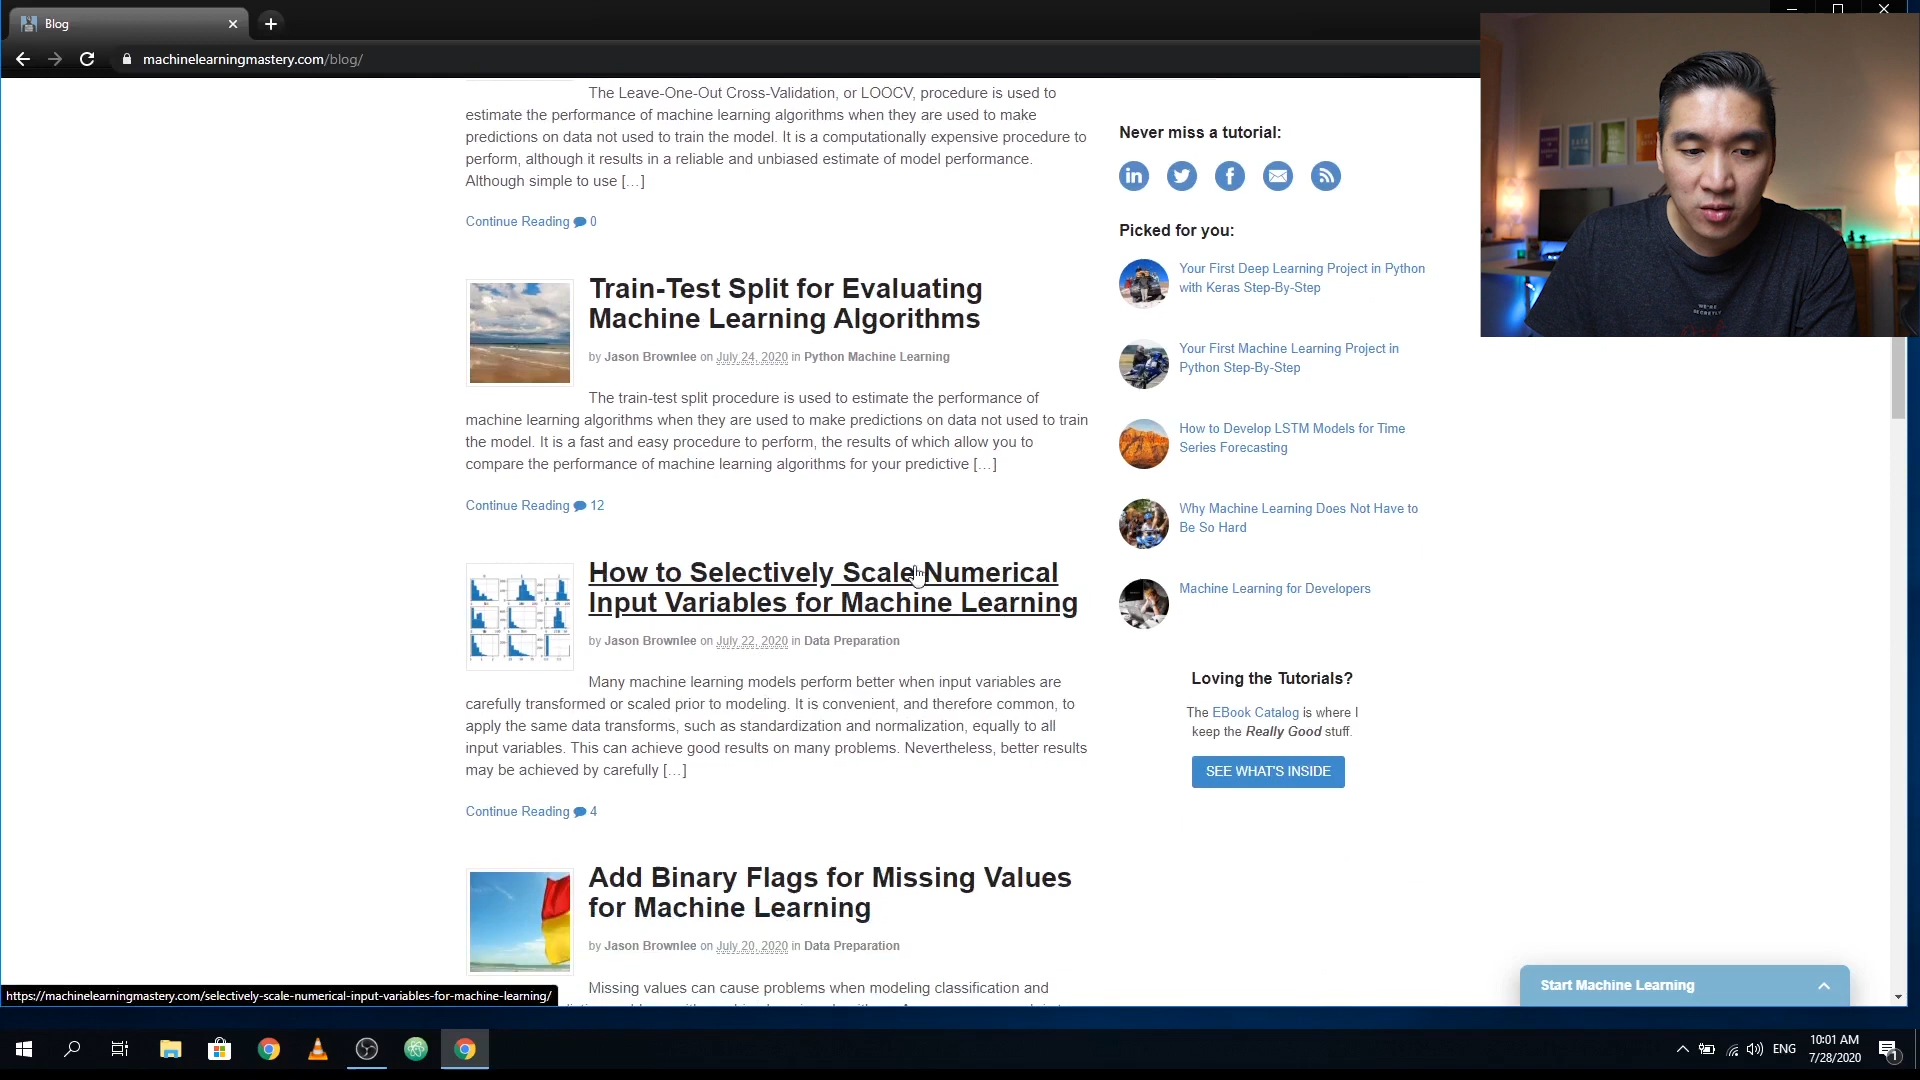 Blog
machinelearningmastery.com/blog/
The Leave-One-Out Cross-Validation, or LOOCV, procedure is used to
estimate the performance of machine learning algorithms when they are used to make
predictions on data not used to train the model. It is a computationally expensive procedure to
perform, although it results in a reliable and unbiased estimate of model performance.
Although simple to use […]
Continue Reading 0
Train-Test Split for Evaluating
Machine Learning Algorithms
by Jason Brownlee on July 24, 2020 in Python Machine Learning
The train-test split procedure is used to estimate the performance of
machine learning algorithms when they are used to make predictions on data not used to train
the model. It is a fast and easy procedure to perform, the results of which allow you to
compare the performance of machine learning algorithms for your predictive […]
Continue Reading 12
How to Selectively Scale Numerical
Input Variables for Machine Learning
by Jason Brownlee on July 22, 2020 in Data Preparation
Many machine learning models perform better when input variables are
carefully transformed or scaled prior to modeling. It is convenient, and therefore common, to
apply the same data transforms, such as standardization and normalization, equally to all
input variables. This can achieve good results on many problems. Nevertheless, better results
may be achieved by carefully […]
Continue Reading 4
Add Binary Flags for Missing Values
for Machine Learning
by Jason Brownlee on July 20, 2020 in Data Preparation
Missing values can cause problems when modeling classification and
Never miss a tutorial:
in
f
Picked for you:
Your First Deep Learning Project in Python
with Keras Step-By-Step
Your First Machine Learning Project in
Python Step-By-Step
How to Develop LSTM Models for Time
Series Forecasting
Why Machine Learning Does Not Have to
Be So Hard
Machine Learning for Developers
Loving the Tutorials?
The EBook Catalog is where I
keep the Really Good stuff.
SEE WHAT'S INSIDE
Start Machine Learning
https://machinelearningmastery.com/selectively-scale-numerical-input-variables-for-machine-learning/
ENG
10:01 AM
7/28/2020
1